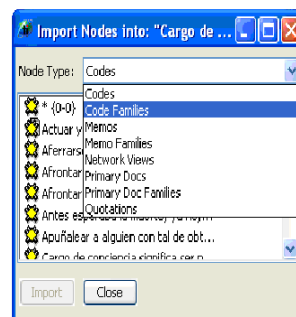 Import Nodes into: "Cargo de ...
Node Type: Codes
Codes
* {0-0}
Code Families
Actuar y
Memos
Aferrars
Memo Families
Network Views
Afrontar
Primary Docs
Afrontar
Primary Doc Families
Antes es
Quotations
Apuñalear a alguien con tal de obt...
Cargo de conciencia significa ser
Import
Close